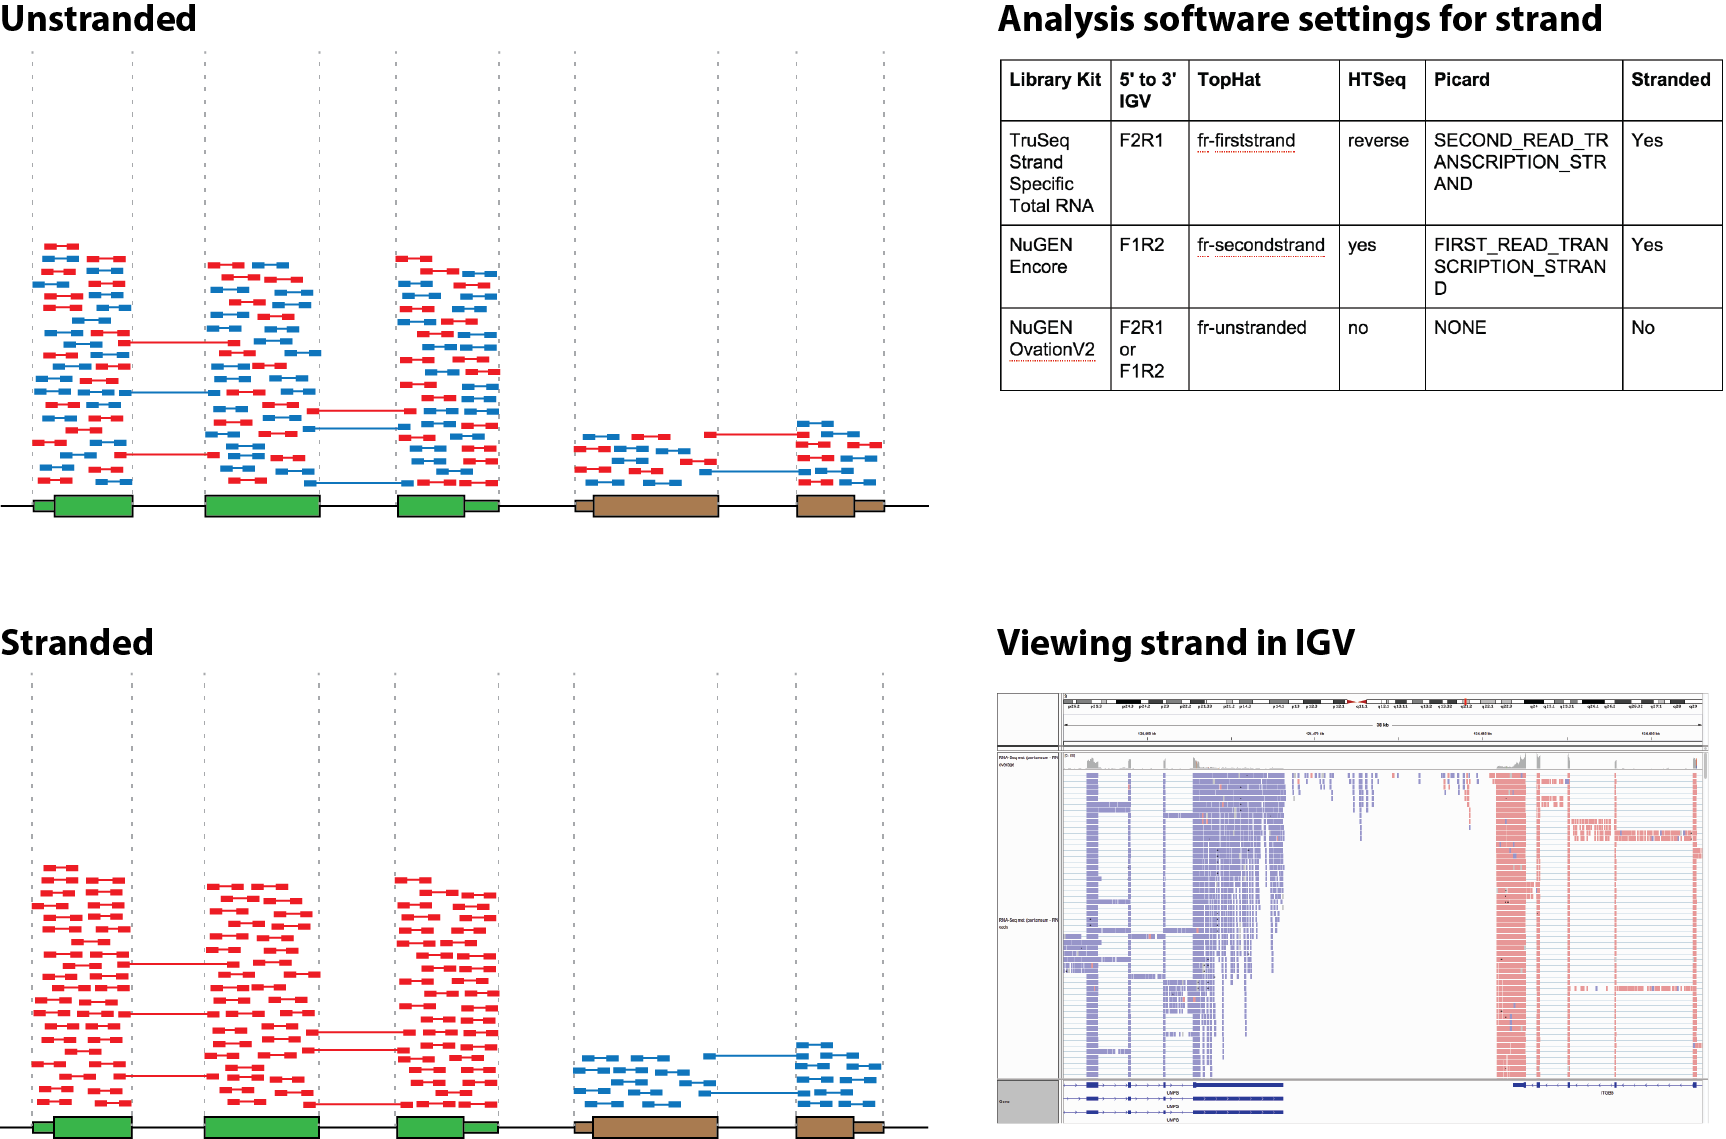 Unstranded
Analysis software settings for strand
Library Kit
5' to 3'
IGV
TopHat
HTSeq
Picard
Stranded
TruSeq
Strand
Specific
Total RNA
F2R1
fr-firststrand
reverse
SECOND_READ_TR
ANSCRIPTION_STR
AND
Yes
NuGEN
Encore
F1R2
fr-secondstrand
yes
FIRST_READ_TRAN
SCRIPTION_STRAN
D
Yes
NuGEN
OvationV2
F2R1
or
F1R2
fr-unstranded
no
NONE
No
Stranded
Viewing strand in IGV